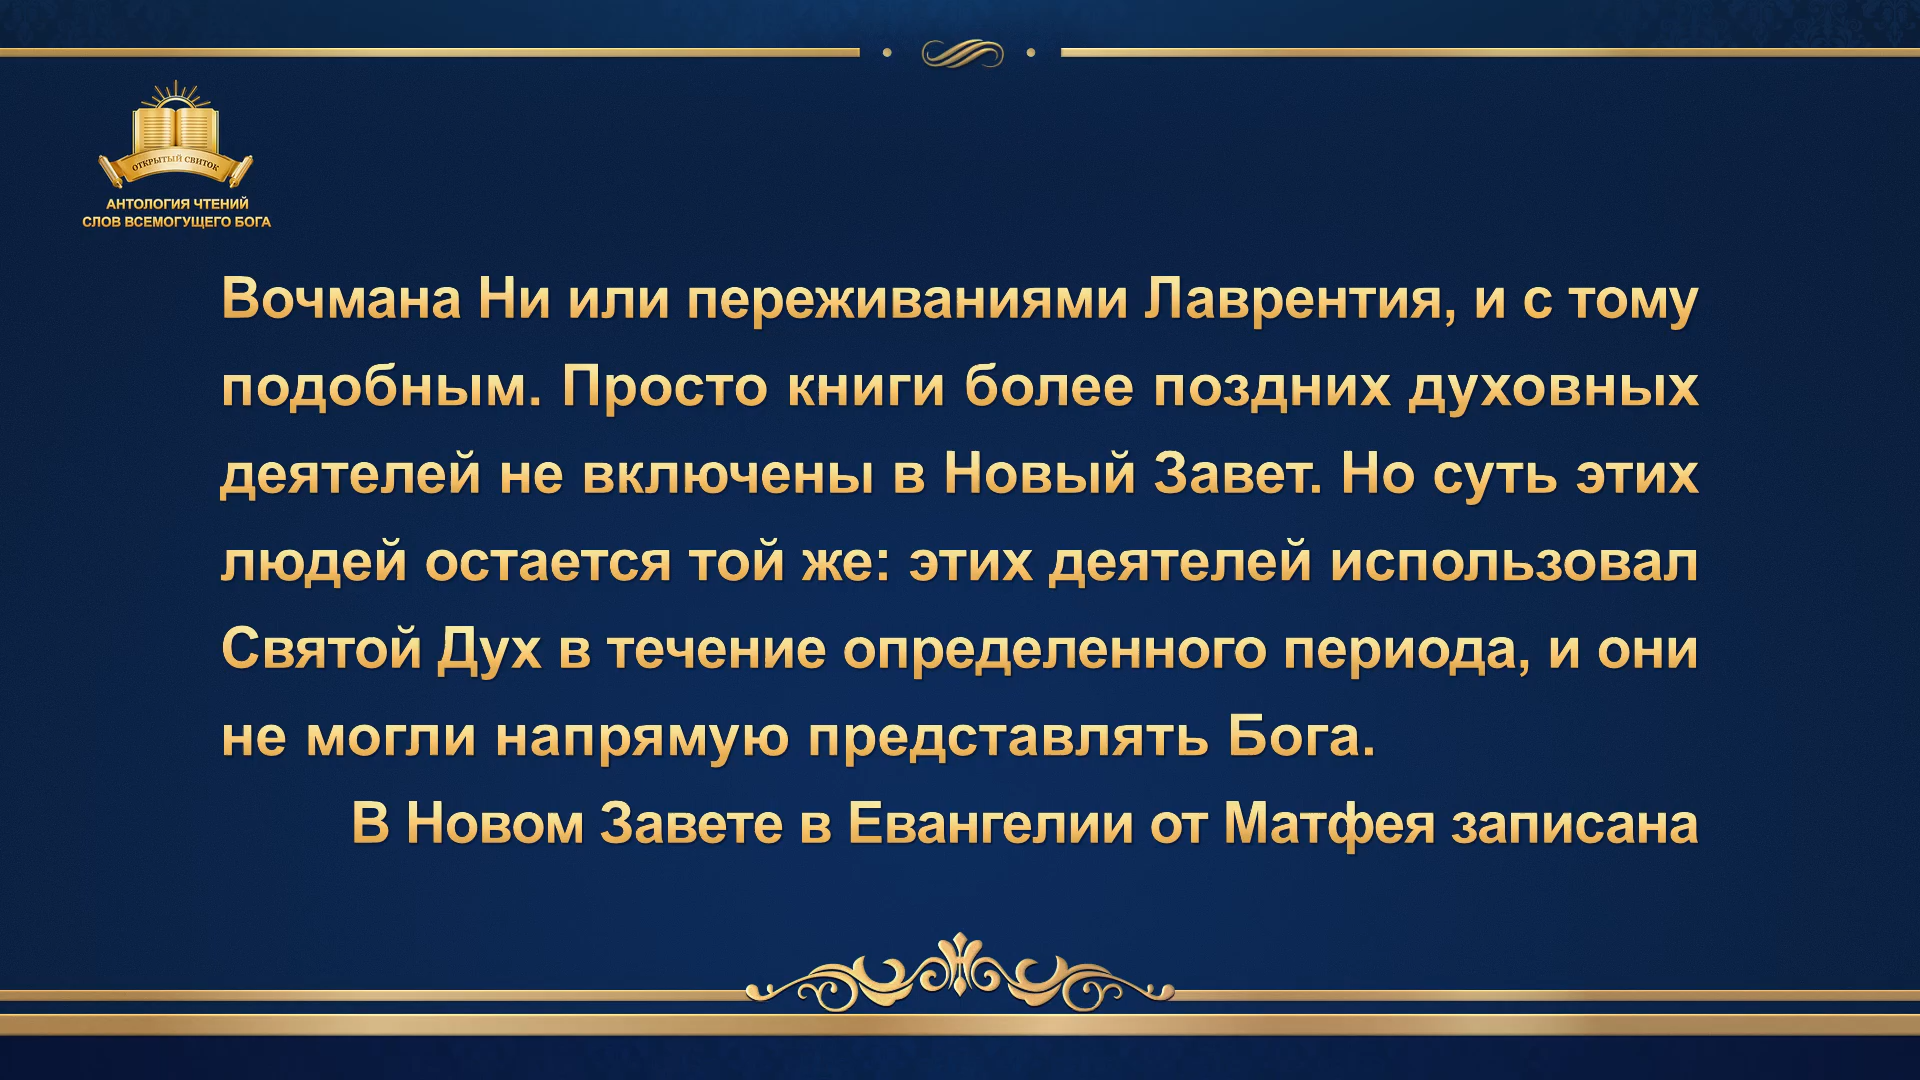 ОТКРЫТЫЙ СВИТОК
АНТОЛОГИЯ ЧТЕНИЙ
СЛОВ ВСЕМОГУЩЕГО БОГА
Вочмана Ни или переживаниями Лаврентия, и с тому
подобным. Просто книги более поздних духовных
деятелей не включены в Новый Завет. Но суть этих
людей остается той же: этих деятелей использовал
Святой Дух в течение определенного периода, и они
не могли напрямую представлять Бога.
В Новом Завете в Евангелии от Матфея записана